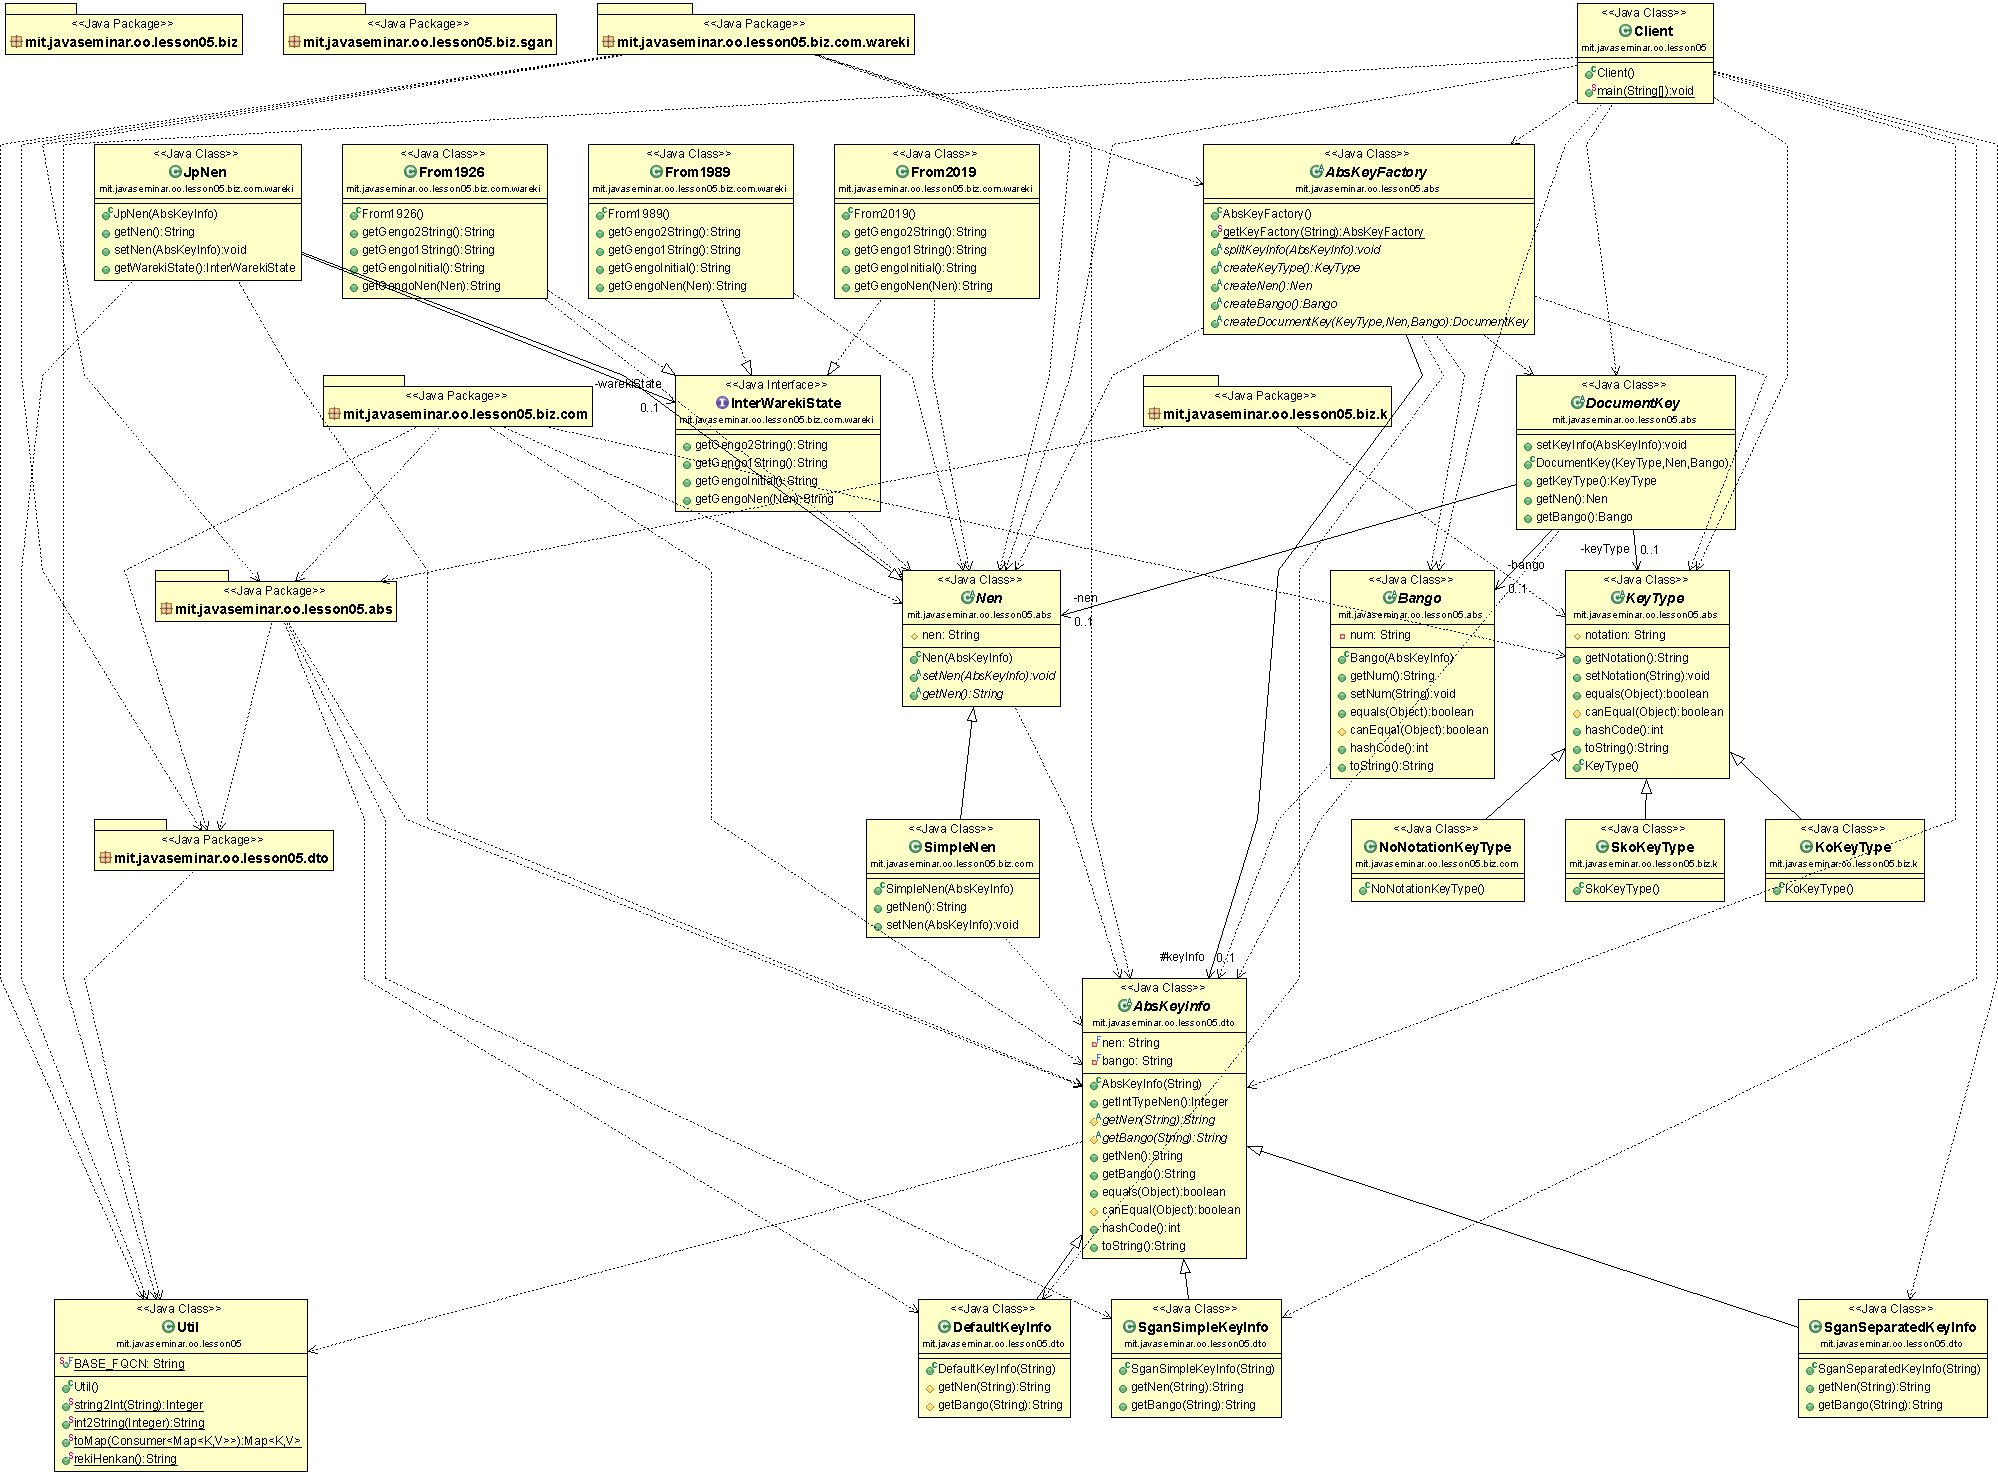 <<Java Package>>
mit.javaseminar.oo.lesson05.biz
<<Java Package>>
mit.javaseminar.oo.lesson05.biz.sgan
<<Java Package>>
mit.javaseminar.oo.lesson05.biz.com.wareki
<<Java Class>>
Client
mit.javaseminar.oo.lesson05
Client()
main(String[]):void
<<Java Class>>
JpNen
mit.javaseminar.oo.lesson05.biz.com.wareki
JpNen(AbsKeyInfo)
getNen():String
setNen(AbsKeyInfo):void
getWarekiState():InterWarekiState
<<Java Class>>
From1926
mit.javaseminar.oo.lesson05.biz.com.wareki
From1926()
getGengo2String():String
getGengo1String():String
getGengoInitial():String
getGengoNen(Nen):String
<<Java Class>>
From1989
mit.javaseminar.oo.lesson05.biz.com.wareki
From1989()
getGengo2String():String
getGengo1String():String
getGengoInitial():String
getGengoNen(Nen):String
<<Java Class>>
From2019
mit.javaseminar.oo.lesson05.biz.com.wareki
From2019()
getGengo2String():String
getGengo1String():String
getGengoInitial():String
getGengoNen(Nen):String
<<Java Class>>
AbsKeyFactory
mit.javaseminar.oo.lesson05.abs
AbsKeyFactory()
getKeyFactory(String):AbsKeyFactory
splitKeyInfo(AbsKeyInfo):void
createKeyType():KeyType
createNen():Nen
createBango():Bango
createDocumentKey(KeyType,Nen,Bango):DocumentKey
<<Java Package>>
mit.javaseminar.oo.lesson05.biz.com
-warekiState
0..1
<<Java Interface>>
InterWarekiState
mit.javaseminar.oo.lesson05.biz.com.wareki
getGengo2String():String
getGengo1String():String
getGengoInitial():String
getGengoNen(Nen):String
<<Java Package>>
mit.javaseminar.oo.lesson05.biz.k
<<Java Class>>
DocumentKey
mit.javaseminar.oo.lesson05.abs
setKeyInfo(AbsKeyInfo):void
DocumentKey(KeyType,Nen,Bango)
getKeyType():KeyType
getNen():Nen
getBango():Bango
-keyType
0..1
-bango
0..1
-nen
0..1
<<Java Package>>
mit.javaseminar.oo.lesson05.abs
<<Java Class>>
Nen
mit.javaseminar.oo.lesson05.abs
nen: String
Nen(AbsKeyInfo)
setNen(AbsKeyInfo):void
getNen():String
<<Java Class>>
Bango
mit.javaseminar.oo.lesson05.abs
num: String
Bango(AbsKeyInfo)
getNum():String
setNum(String):void
equals(Object):boolean
canEqual(Object):boolean
hashCode():int
toString():String
<<Java Class>>
KeyType
mit.javaseminar.oo.lesson05.abs
notation: String
getNotation():String
setNotation(String):void
equals(Object):boolean
canEqual(Object):boolean
hashCode():int
toString():String
KeyType()
<<Java Package>>
mit.javaseminar.oo.lesson05.dto
<<Java Class>>
SimpleNen
mit.javaseminar.oo.lesson05.biz.com
SimpleNen(AbsKeyInfo)
getNen():String
setNen(AbsKeyInfo):void
<<Java Class>>
NoNotationKeyType
mit.javaseminar.oo.lesson05.biz.com
NoNotationKeyType()
<<Java Class>>
SkoKeyType
mit.javaseminar.oo.lesson05.biz.k
SkoKeyType()
<<Java Class>>
KoKeyType
mit.javaseminar.oo.lesson05.biz.k
KoKeyType()
#keyInfo
0..1
<<Java Class>>
AbsKeyInfo
mit.javaseminar.oo.lesson05.dto
nen: String
bango: String
AbsKeyInfo(String)
getIntTypeNen():Integer
getNen(String):String
getBango(String):String
getNen():String
getBango():String
equals(Object):boolean
canEqual(Object):boolean
hashCode():int
toString():String
<<Java Class>>
Util
mit.javaseminar.oo.lesson05
BASE_FQCN: String
Util()
string2Int(String):Integer
int2String(Integer):String
toMap(Consumer<Map<K,V>>):Map<K,V>
rekiHenkan():String
<<Java Class>>
DefaultKeyInfo
mit.javaseminar.oo.lesson05.dto
DefaultKeyInfo(String)
getNen(String):String
getBango(String):String
<<Java Class>>
SganSimpleKeyInfo
mit.javaseminar.oo.lesson05.dto
SganSimpleKeyInfo(String)
getNen(String):String
getBango(String):String
<<Java Class>>
SganSeparatedKeyInfo
mit.javaseminar.oo.lesson05.dto
SganSeparatedKeyInfo(String)
getNen(String):String
getBango(String):String